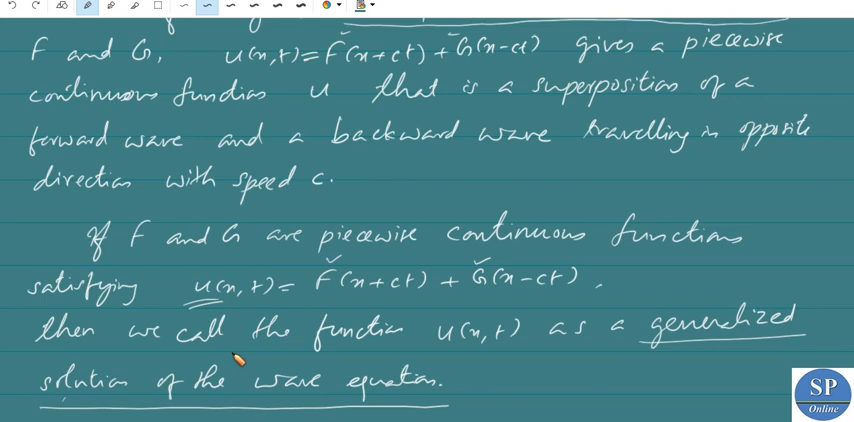 F and G, u(x,t) = F(x+ct) + G(x-ct) gives a piecewise
continuous function u that is a superposition of a
forward wave and a backward wave travelling in opposite
direction with speed c.
If F and G are piecewise continuous functions
satisfying u(x,t) = F(x+ct) + G(x-ct),
then we call the function u(x,t) as a generalized
solution of the wave equation.
SP
Online